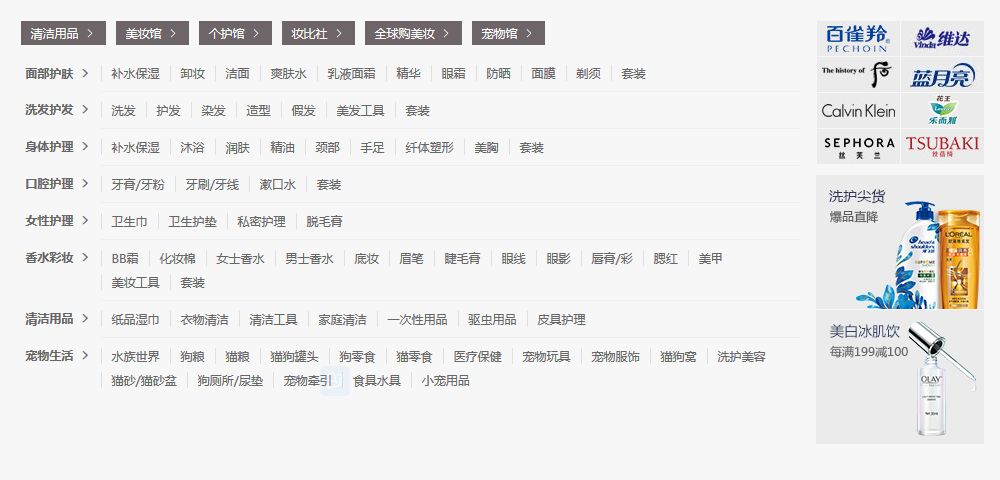 清洁用品 美妆馆 个护馆 妆比社 全球购美妆 宠物馆
面部护肤 补水保湿 卸妆 洁面 爽肤水 乳液面霜 精华 眼霜 防晒 面膜 剃须 套装
洗发护发 洗发 护发 染发 造型 假发 美发工具 套装
身体护理 补水保湿 沐浴 润肤 精油 颈部 手足 纤体塑形 美胸 套装
口腔护理 牙膏/牙粉 牙刷/牙线 漱口水 套装
女性护理 卫生巾 卫生护垫 私密护理 脱毛膏
香水彩妆 BB霜 化妆棉 女士香水 男士香水 底妆 眉笔 睫毛膏 眼线 眼影 唇膏/彩 腮红 美甲
美妆工具 套装
清洁用品 纸品湿巾 衣物清洁 清洁工具 家庭清洁 一次性用品 驱虫用品 皮具护理
宠物生活 水族世界 狗粮 猫粮 猫狗罐头 狗零食 猫零食 医疗保健 宠物玩具 宠物服饰 猫狗窝 洗护美容
猫砂/猫砂盆 狗厕所/尿垫 宠物牵引 食具水具 小宠用品
百雀羚
PECHOIN
Vinda 维达
The history of 后
蓝月亮
Calvin Klein
花王
Laurier
乐而雅
SEPHORA
丝芙兰
TSUBAKI
丝蓓绮
洗护尖货
爆品直降
head & shoulders
L'OREAL
美白冰肌饮
每满199减100
OLAY